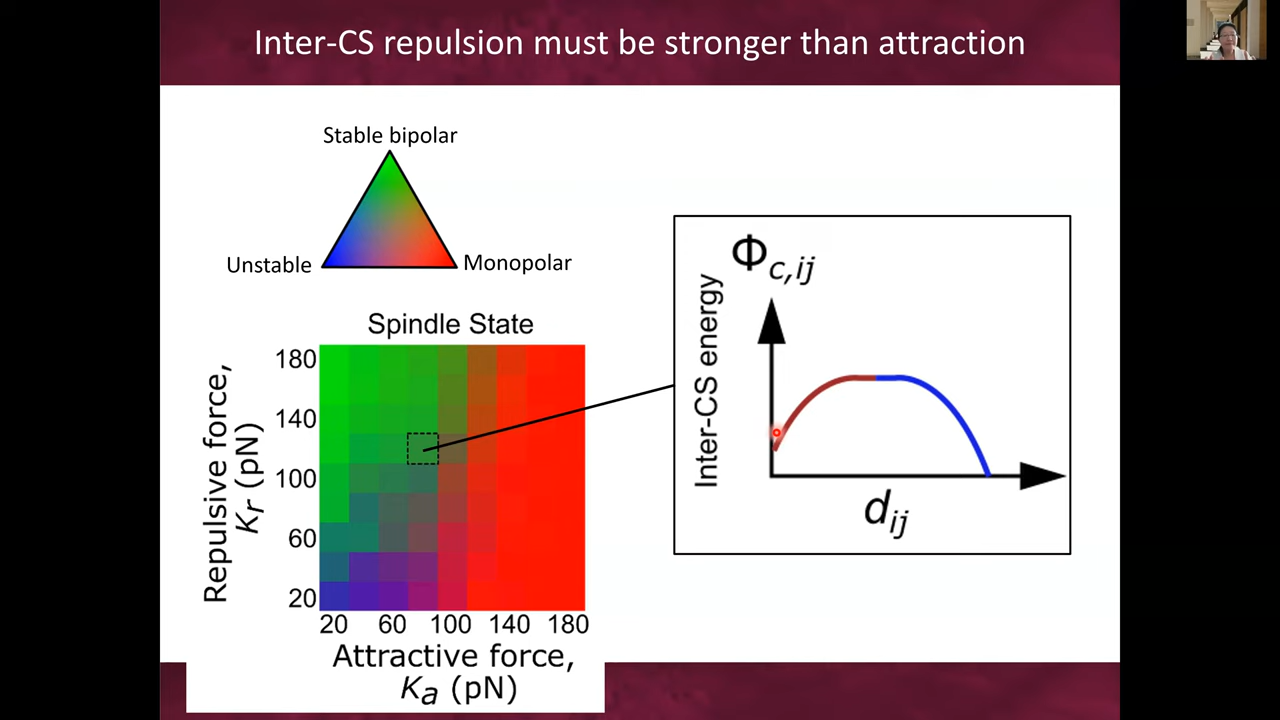 Inter-CS repulsion must be stronger than attraction
Stable bipolar
Unstable
Monopolar
Spindle State
Repulsive force,
Kr (pN)
180
140
100
60
20
20 60 100 140 180
Attractive force,
Ka (pN)
Φc,ij
Inter-CS energy
dij